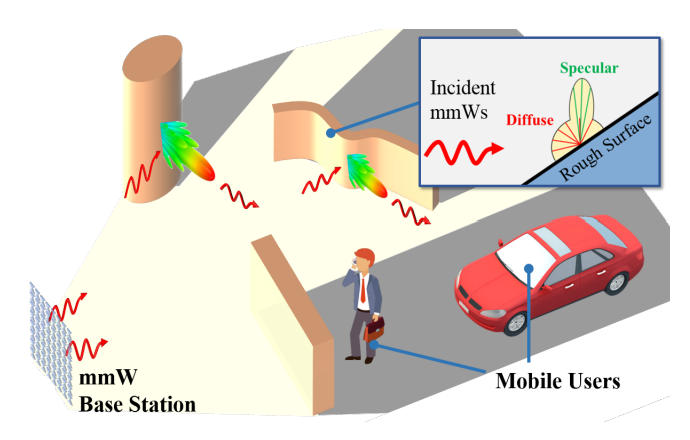 Incident
mmWs
Specular
Diffuse
Rough Surface
mmW
Base Station
Mobile Users